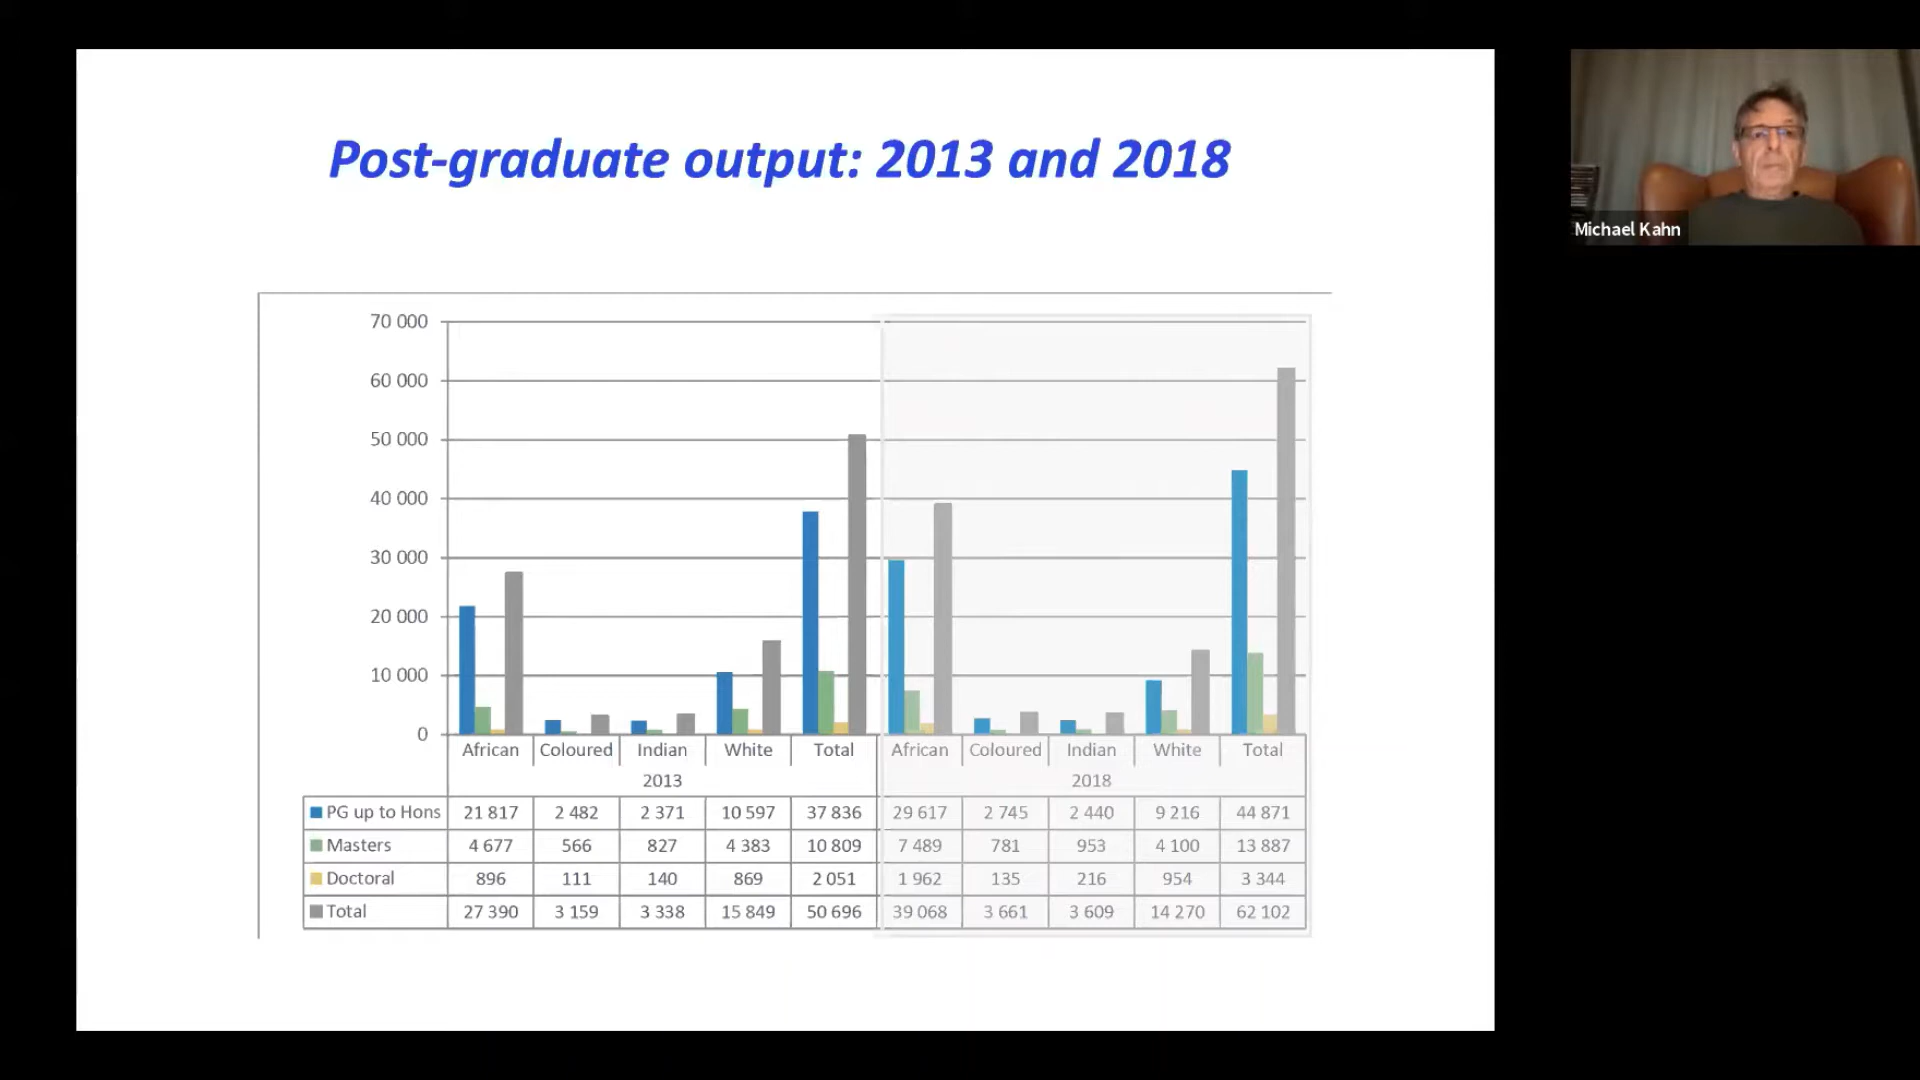 Post-graduate output: 2013 and 2018
Michael Kahn
70 000
60 000
50 000
40 000
30 000
20 000
10 000
0
African Coloured Indian White Total African Coloured Indian White Total
2013 2018
PG up to Hons 21 817 2 482 2 371 10 597 37 836 29 617 2 745 2 440 9 216 44 871
Masters 4 677 566 827 4 383 10 809 7 489 781 953 4 100 13 887
Doctoral 896 111 140 869 2 051 1 962 135 216 954 3 344
Total 27 390 3 159 3 338 15 849 50 696 39 068 3 661 3 609 14 270 62 102